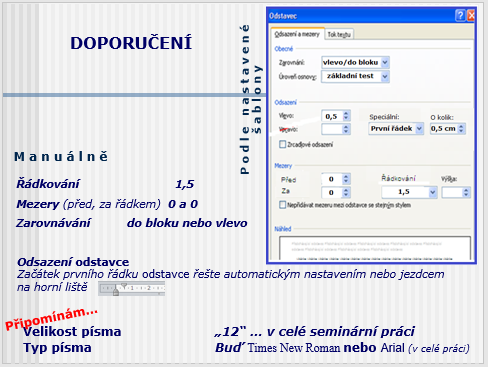 DOPORUČENÍ
Podle nastavené
šablony
Manuálně
Řádkování 1,5
Mezery (před, za řádkem) 0 a 0
Zarovnávání do bloku nebo vlevo
Odsazení odstavce
Začátek prvního řádku odstavce řešte automatickým nastavením nebo jezdcem
na horní liště
Připomínám...
Velikost písma „12“ ... v celé seminární práci
Typ písma Buď Times New Roman nebo Arial (v celé práci)
Odstavec
Odsazení a mezery Tok textu
Obecné
Zarovnání: vlevo/do bloku
Úroveň osnovy: základní test
Odsazení
Vlevo: 0,5 Speciální: O kolik:
Vpravo: První řádek 0,5 cm
Zrcadlové odsazení
Mezery
Před 0 Řádkování Výška:
Za 0 1,5
Nepřidávat mezeru mezi odstavce se stejným stylem
Náhled